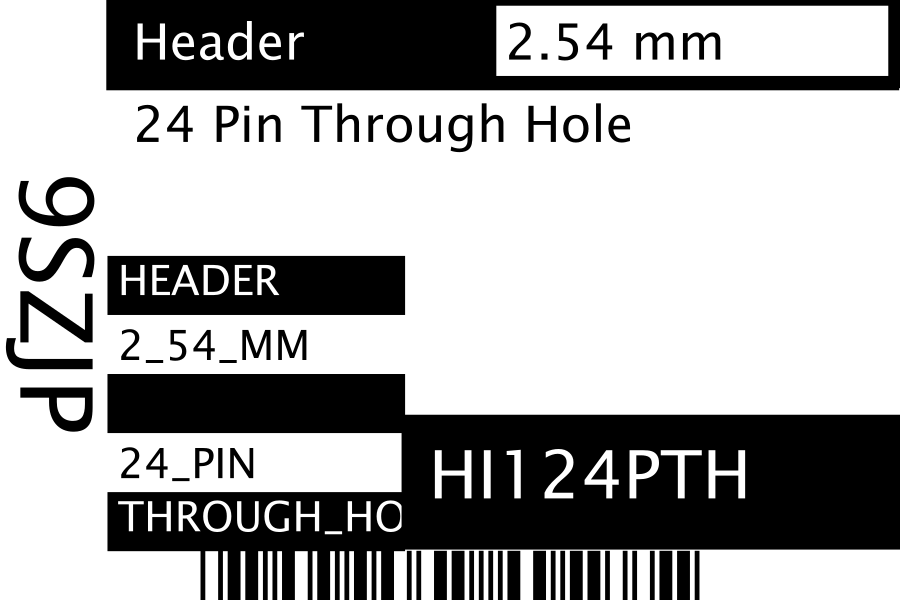 Header
2.54 mm
24 Pin Through Hole
9SZJP
HEADER
2_54_MM
24_PIN
THROUGH_HO
HI124PTH